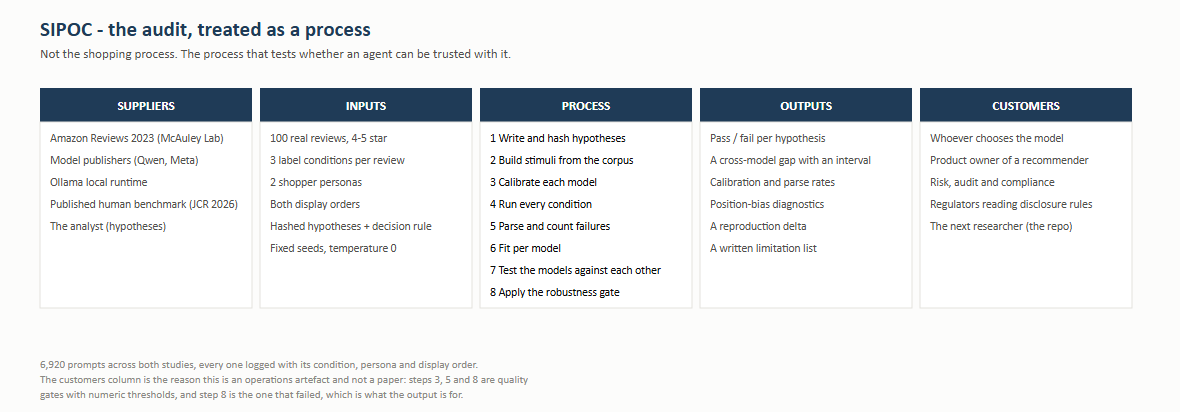 SIPOC - the audit, treated as a process
Not the shopping process. The process that tests whether an agent can be trusted with it.
SUPPLIERS
Amazon Reviews 2023 (McAuley Lab)
Model publishers (Qwen, Meta)
Ollama local runtime
Published human benchmark (JCR 2026)
The analyst (hypotheses)
INPUTS
100 real reviews, 4-5 star
3 label conditions per review
2 shopper personas
Both display orders
Hashed hypotheses + decision rule
Fixed seeds, temperature 0
PROCESS
1 Write and hash hypotheses
2 Build stimuli from the corpus
3 Calibrate each model
4 Run every condition
5 Parse and count failures
6 Fit per model
7 Test the models against each other
8 Apply the robustness gate
OUTPUTS
Pass / fail per hypothesis
A cross-model gap with an interval
Calibration and parse rates
Position-bias diagnostics
A reproduction delta
A written limitation list
CUSTOMERS
Whoever chooses the model
Product owner of a recommender
Risk, audit and compliance
Regulators reading disclosure rules
The next researcher (the repo)
6,920 prompts across both studies, every one logged with its condition, persona and display order.
The customers column is the reason this is an operations artefact and not a paper: steps 3, 5 and 8 are quality
gates with numeric thresholds, and step 8 is the one that failed, which is what the output is for.